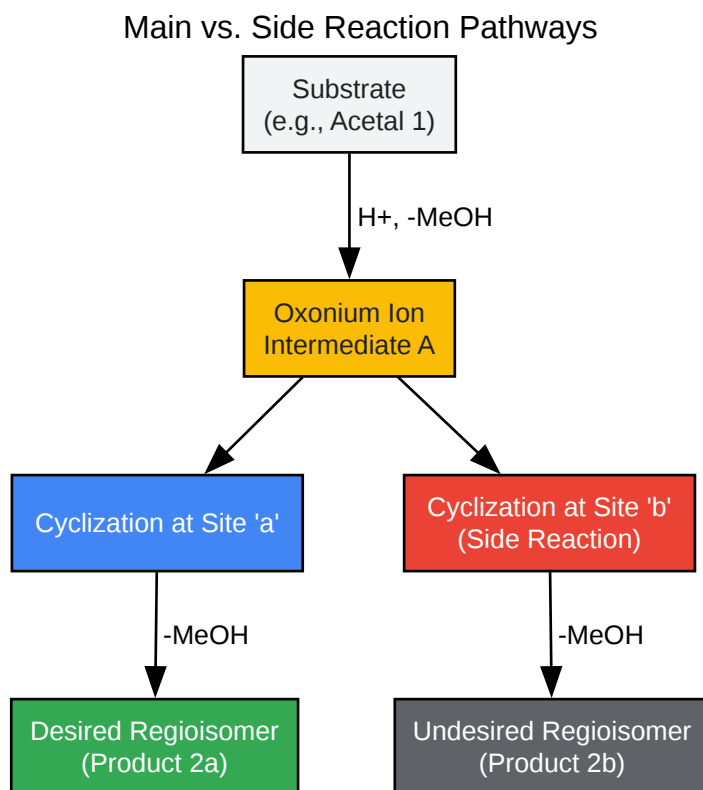 Main vs. Side Reaction Pathways
Substrate
(e.g., Acetal 1)
H+, -MeOH
Oxonium Ion
Intermediate A
Cyclization at Site 'a'
Cyclization at Site 'b'
(Side Reaction)
-MeOH
-MeOH
Desired Regioisomer
(Product 2a)
Undesired Regioisomer
(Product 2b)